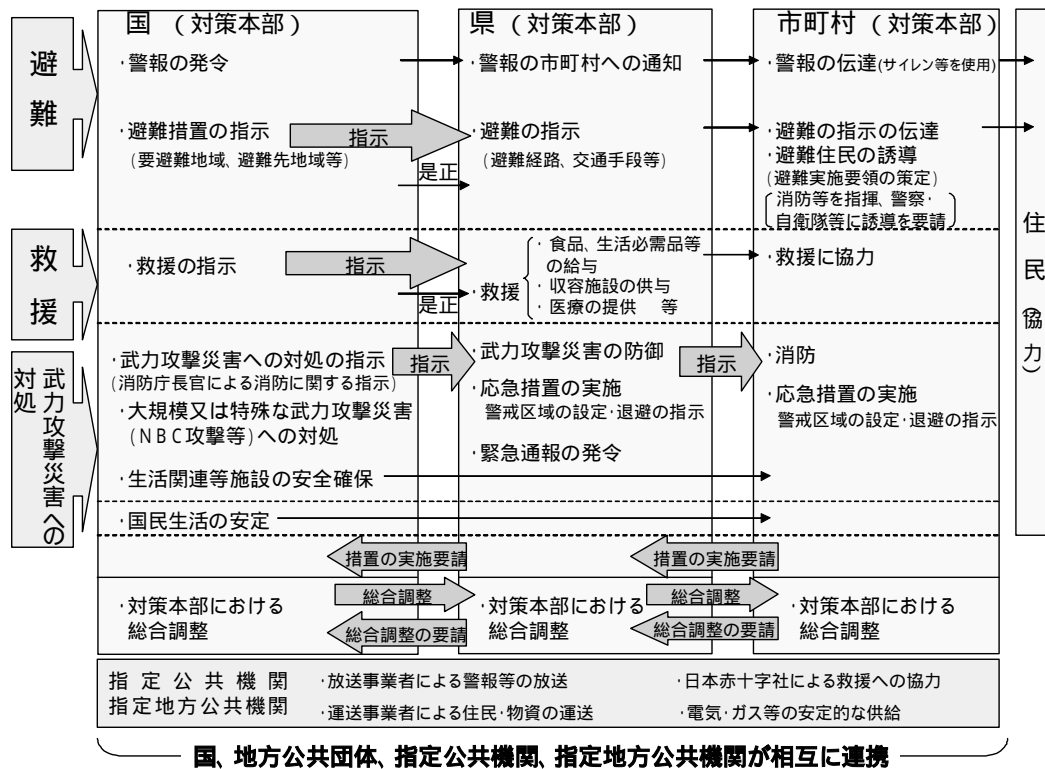 国(対策本部)
県(対策本部)
市町村(対策本部)
避難
・警報の発令
・警報の市町村への通知
・警報の伝達(サイレン等を使用)
・避難措置の指示
(要避難地域、避難先地域等)
指示
是正
・避難の指示
(避難経路、交通手段等)
・避難の指示の伝達
・避難住民の誘導
(避難実施要領の策定)
消防等を指揮、警察・
自衛隊等に誘導を要請
救援
・救援の指示
指示
是正
・救援
・食品、生活必需品等
の給与
・収容施設の供与
・医療の提供 等
・救援に協力
武力攻撃災害への
対処
・武力攻撃災害への対処の指示
(消防庁長官による消防に関する指示)
・大規模又は特殊な武力攻撃災害
(NBC攻撃等)への対処
・生活関連等施設の安全確保
・国民生活の安定
指示
・武力攻撃災害の防御
・応急措置の実施
警戒区域の設定・退避の指示
・緊急通報の発令
指示
・消防
・応急措置の実施
警戒区域の設定・退避の指示
住民(協力)
措置の実施要請
措置の実施要請
・対策本部における
総合調整
総合調整
総合調整の要請
・対策本部における
総合調整
総合調整
総合調整の要請
・対策本部における
総合調整
指定公共機関
指定地方公共機関
・放送事業者による警報等の放送
・日本赤十字社による救援への協力
・運送事業者による住民・物資の運送
・電気・ガス等の安定的な供給
国、地方公共団体、指定公共機関、指定地方公共機関が相互に連携